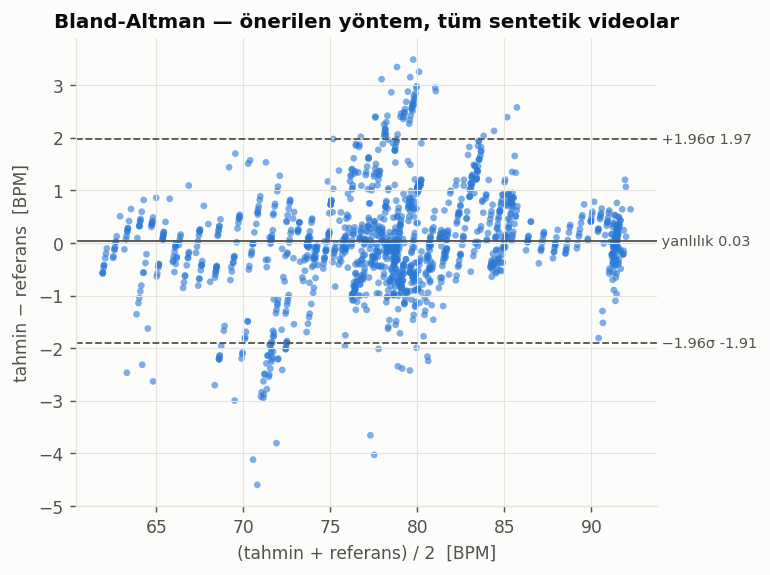 Bland-Altman — önerilen yöntem, tüm sentetik videolar
3
2
1
0
−1
−2
−3
−4
−5
+1.96σ 1.97
yanlılık 0.03
−1.96σ -1.91
tahmin − referans [BPM]
65
70
75
80
85
90
(tahmin + referans) / 2 [BPM]